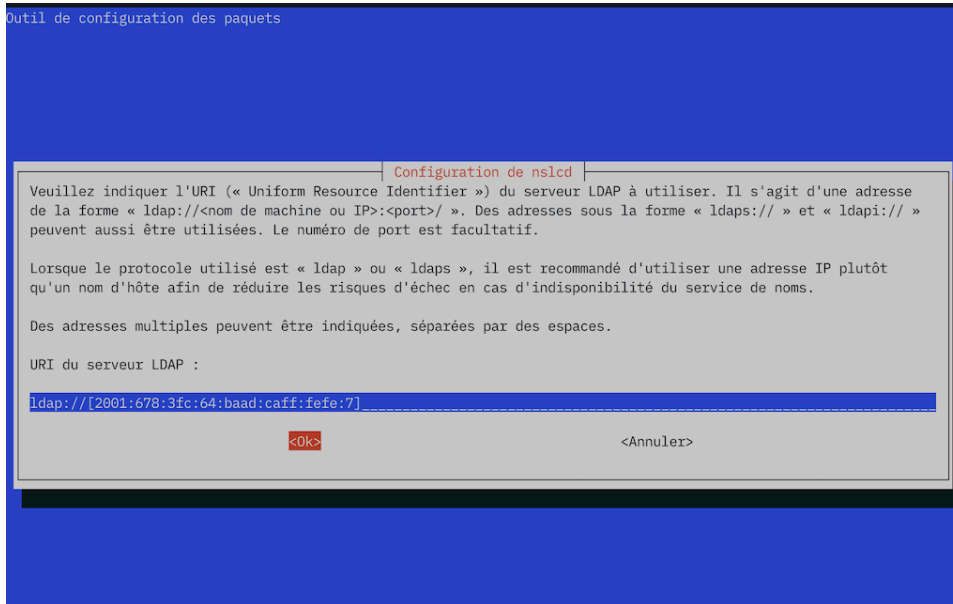 Outil de configuration des paquets
Configuration de nslcd
Veuillez indiquer l'URI (« Uniform Resource Identifier ») du serveur LDAP à utiliser. Il s'agit d'une adresse
de la forme « ldap://<nom de machine ou IP>:<port>/ ». Des adresses sous la forme « ldaps:// » et « ldapi:// »
peuvent aussi être utilisées. Le numéro de port est facultatif.
Lorsque le protocole utilisé est « ldap » ou « ldaps », il est recommandé d'utiliser une adresse IP plutôt
qu'un nom d'hôte afin de réduire les risques d'échec en cas d'indisponibilité du service de noms.
Des adresses multiples peuvent être indiquées, séparées par des espaces.
URI du serveur LDAP :
ldap://[2001:678:3fc:64:baad:caff:fefe:7]
<Ok> <Annuler>